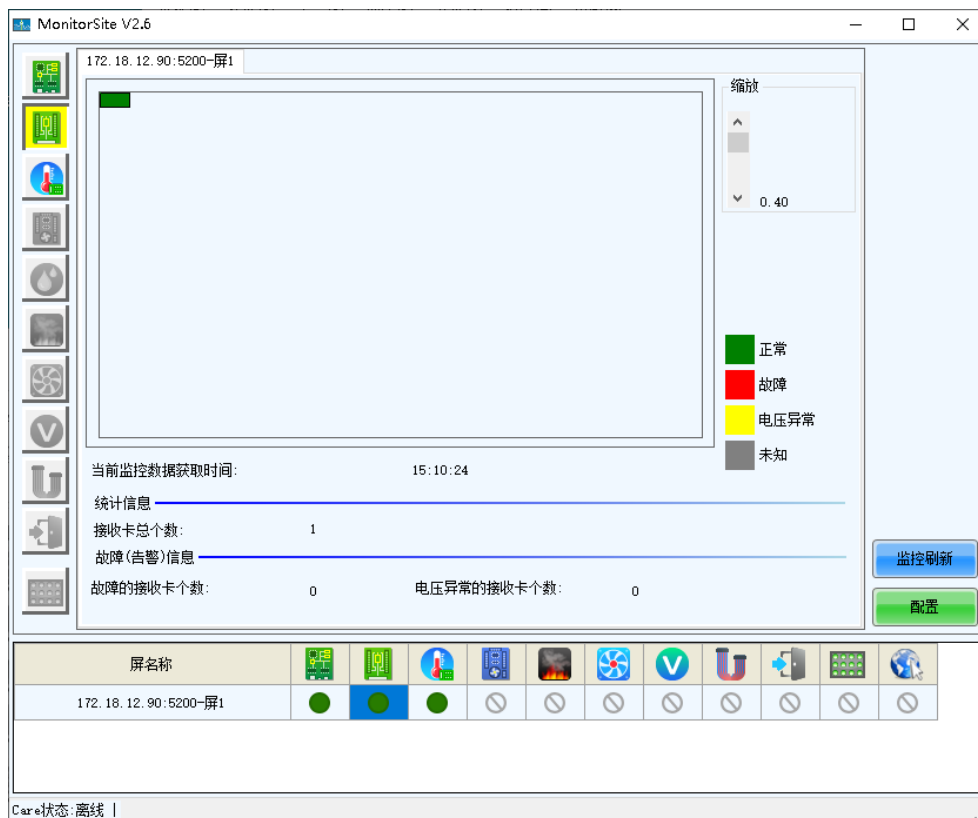 MonitorSite V2.6
172.18.12.90:5200-屏1
缩放
0.40
正常
故障
电压异常
未知
当前监控数据获取时间: 15:10:24
统计信息
接收卡总个数: 1
故障(告警)信息
故障的接收卡个数: 0 电压异常的接收卡个数: 0
监控刷新
配置
屏名称
172.18.12.90:5200-屏1
Care状态:离线